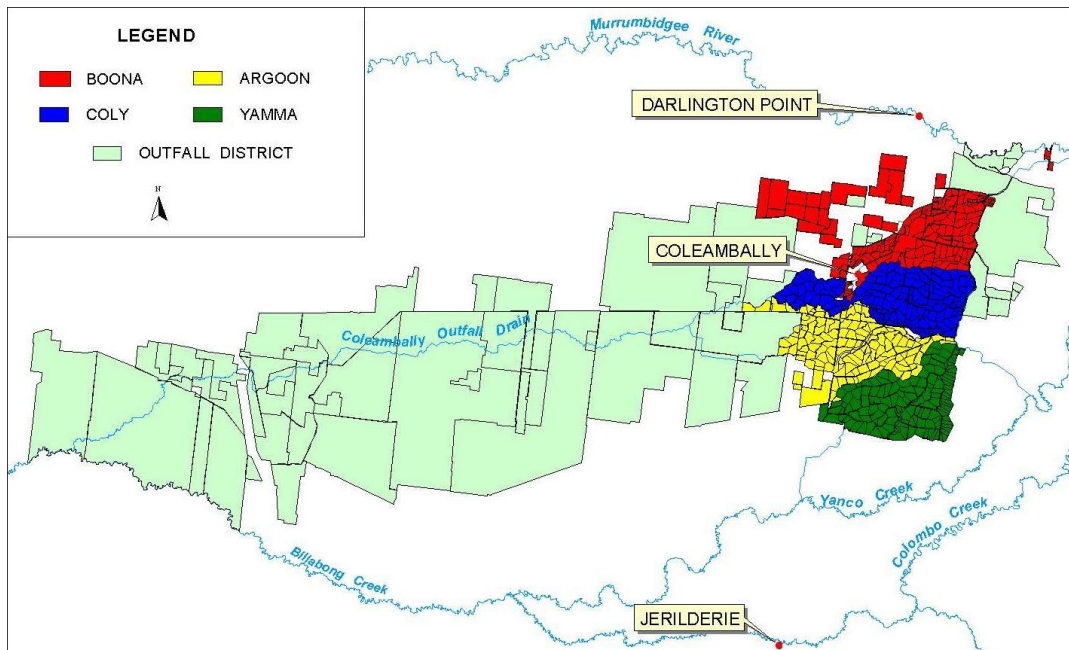 LEGEND
BOONA
ARGOON
COLY
YAMMA
OUTFALL DISTRICT
N
Murrumbidgee River
DARLINGTON POINT
COLEAMBALLY
Coleambally Outfall Drain
Yanco Creek
Colombo Creek
Billabong Creek
JERILDERIE